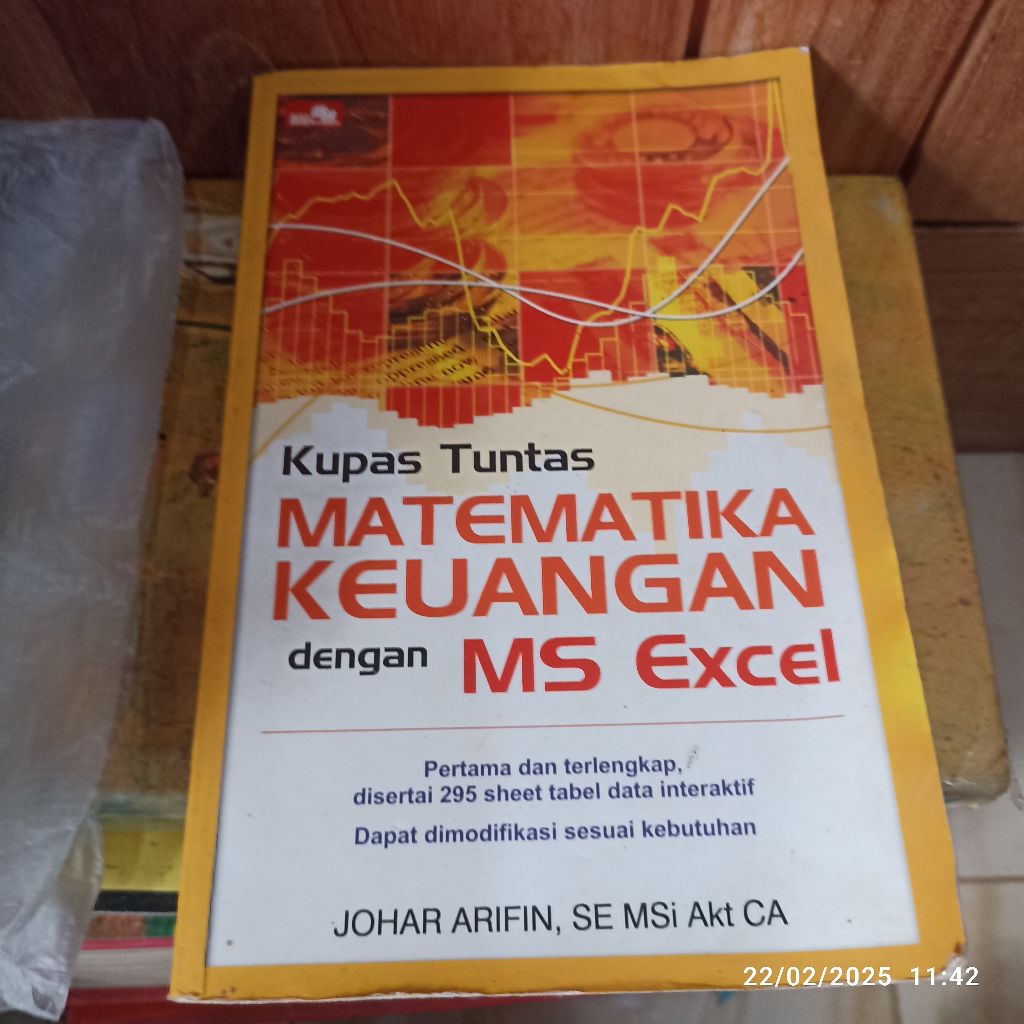 Kupas Tuntas
MATEMATIKA
KEUANGAN
dengan MS Excel
Pertama dan terlengkap,
disertai 295 sheet tabel data interaktif
Dapat dimodifikasi sesuai kebutuhan
JOHAR ARIFIN, SE MSi Akt CA
22/02/2025 11:42